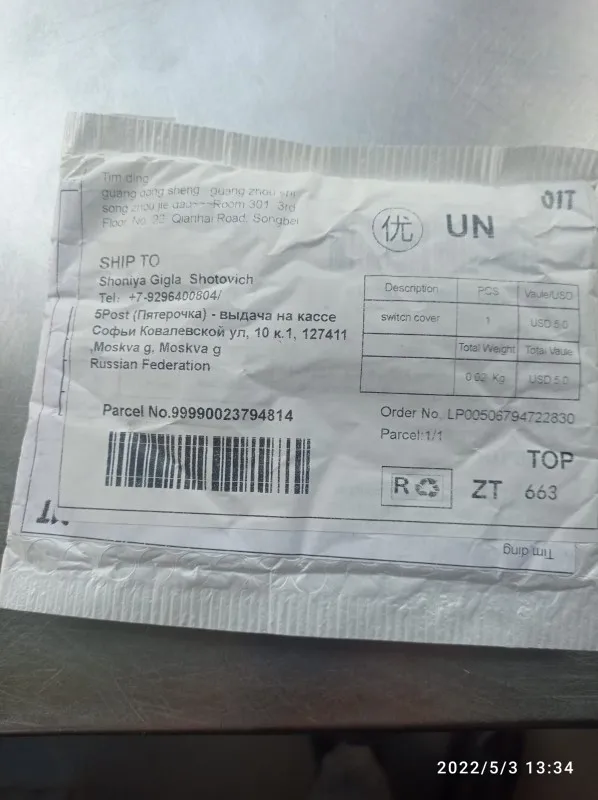 Tim ding
guang dong sheng guang zhou shi
song zhou jie Room 301 3rd
Floor No. Qianhai Road, Songbei
01T
优 UN
SHIP TO
Shoniya Gigla Shotovich
Tel: +7-9296400804/
5Post (Пятерочка) - выдача на кассе
Софьи Ковалевской ул, 10 к.1, 127411
,Moskva g, Moskva g
Russian Federation
Description PCS Vaule/USD
switch cover 1 USD 5.0
Total Weight Total Vaule
0.02 Kg USD 5.0
Parcel No.99990023794814
Order No. LP00506794722830
Parcel:1/1
TOP
R ZT 663
Tim ding
2022/5/3 13:34